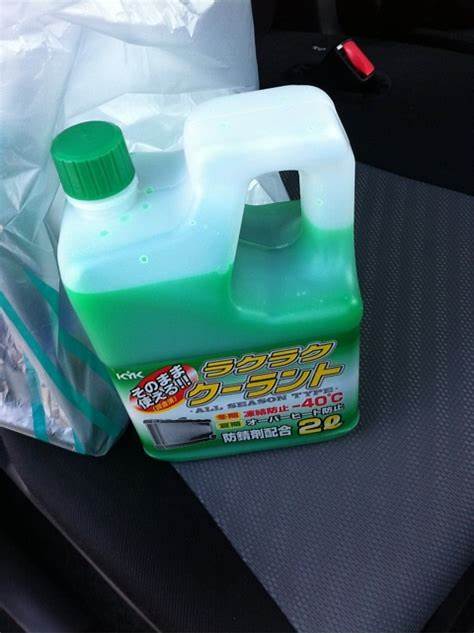 KYK
そのまま
使える!!
ラクラク
クーラント
ALL SEASON TYPE
冬期 凍結防止 -40℃
夏期 オーバーヒート防止
防錆剤配合 2ℓ